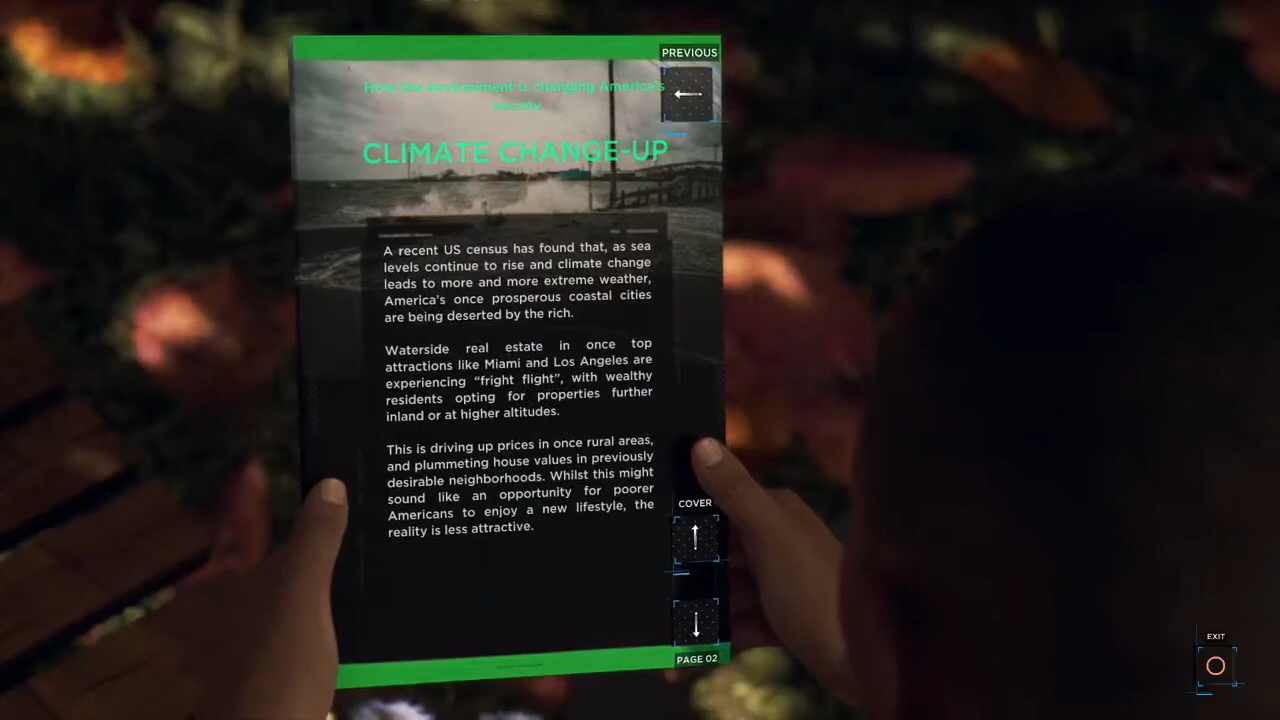 PREVIOUS
How the environment is changing America's
society
CLIMATE CHANGE-UP
A recent US census has found that, as sea
levels continue to rise and climate change
leads to more and more extreme weather,
America's once prosperous coastal cities
are being deserted by the rich.
Waterside real estate in once top
attractions like Miami and Los Angeles are
experiencing "fright flight", with wealthy
residents opting for properties further
inland or at higher altitudes.
This is driving up prices in once rural areas,
and plummeting house values in previously
desirable neighborhoods. Whilst this might
sound like an opportunity for poorer
Americans to enjoy a new lifestyle, the
reality is less attractive.
COVER
PAGE 02
EXIT